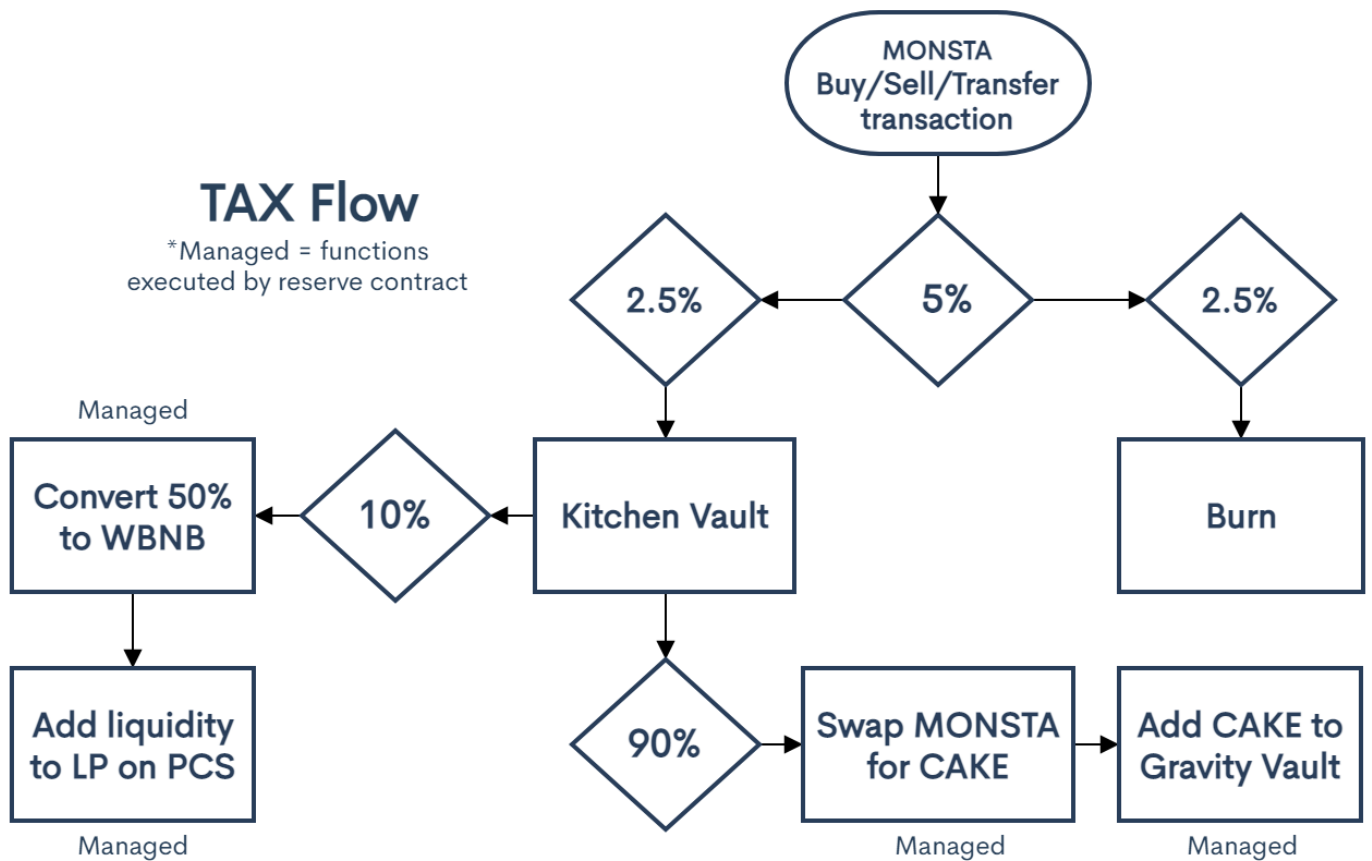 MONSTA
Buy/Sell/Transfer
transaction
TAX Flow
*Managed = functions
executed by reserve contract
2.5%
5%
2.5%
Managed
Convert 50%
to WBNB
10%
Kitchen Vault
Burn
Add liquidity
to LP on PCS
Managed
90%
Swap MONSTA
for CAKE
Managed
Add CAKE to
Gravity Vault
Managed